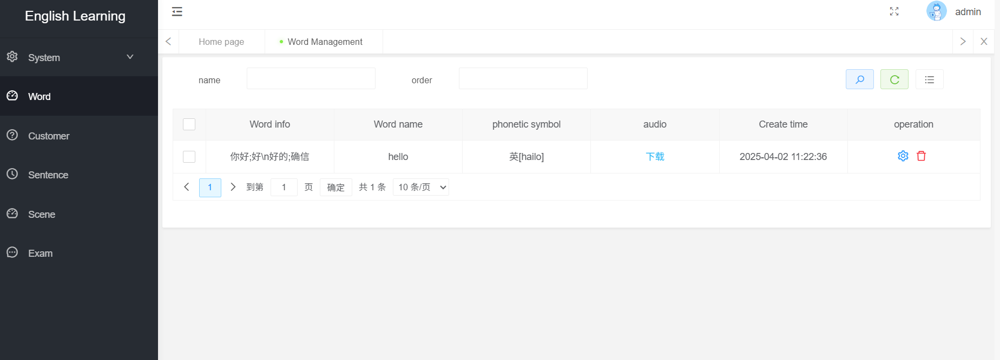 English Learning
admin
System
Home page
Word Management
Word
name
order
Customer
Word info
Word name
phonetic symbol
audio
Create time
operation
你好;好\n好的;确信
hello
英[hailo]
下载
2025-04-02 11:22:36
Sentence
1
到第
1
页
确定
共 1 条
10 条/页
Scene
Exam